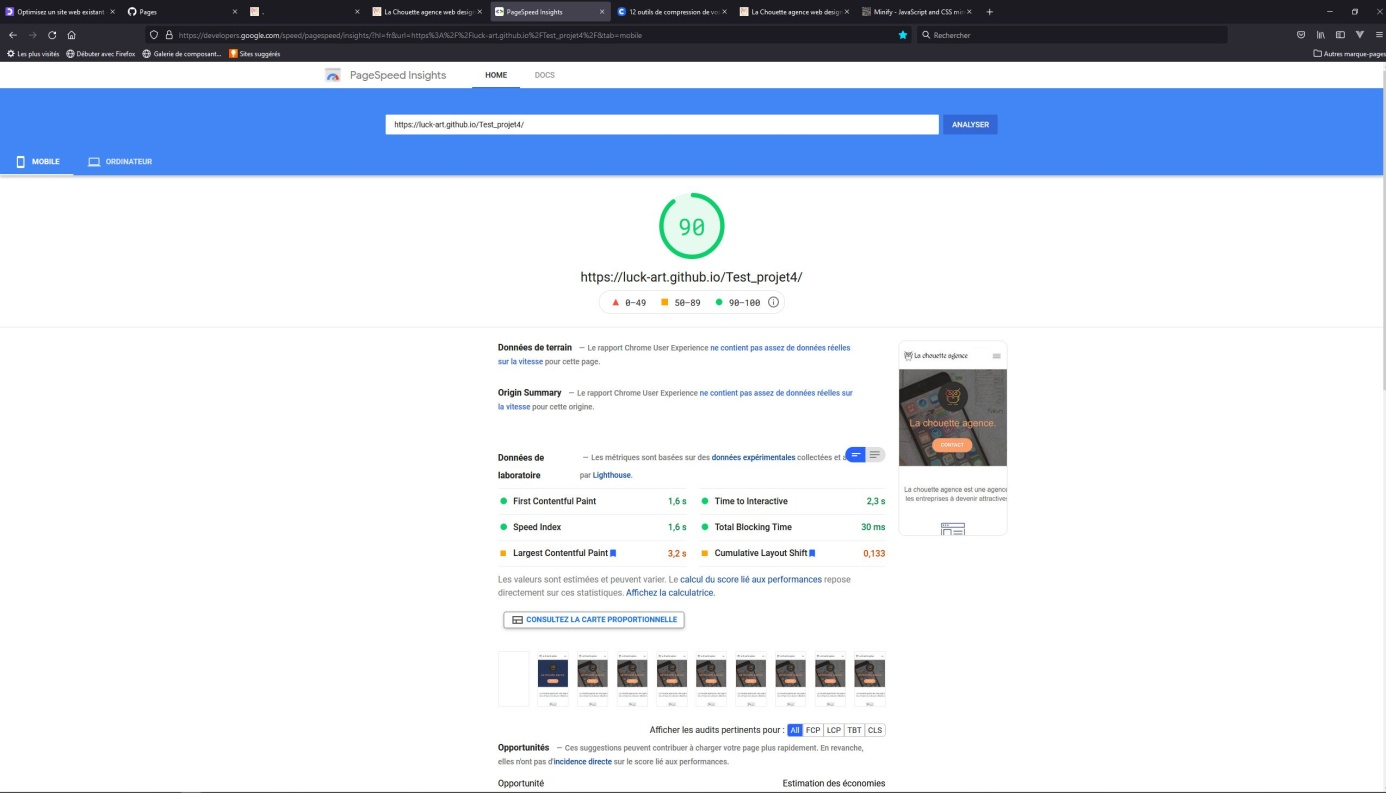 Optimisez un site web existant
Pages
La Chouette agence web design
PageSpeed Insights
12 outils de compression de vo
La Chouette agence web design
Minify - JavaScript and CSS min
https://developers.google.com/speed/pagespeed/insights/?hl=fr&url=https%3A%2F%2Fluck-art.github.io%2FTest_projet4%2F&tab=mobile
Rechercher
Les plus visités
Débuter avec Firefox
Galerie de composant...
Sites suggérés
Autres marque-pages
PageSpeed Insights
HOME
DOCS
https://luck-art.github.io/Test_projet4/
ANALYSER
MOBILE
ORDINATEUR
90
https://luck-art.github.io/Test_projet4/
0–49 50–89 90–100
Données de terrain — Le rapport Chrome User Experience ne contient pas assez de données réelles
sur la vitesse pour cette page.
La chouette agence
Origin Summary — Le rapport Chrome User Experience ne contient pas assez de données réelles sur
la vitesse pour cette origine.
La chouette agence.
CONTACT
Données de — Les métriques sont basées sur des données expérimentales collectées et a
laboratoire par Lighthouse.
La chouette agence est une agence
les entreprises à devenir attractives
First Contentful Paint 1,6 s
Time to Interactive 2,3 s
Speed Index 1,6 s
Total Blocking Time 30 ms
Largest Contentful Paint 3,2 s
Cumulative Layout Shift 0,133
Les valeurs sont estimées et peuvent varier. Le calcul du score lié aux performances repose
directement sur ces statistiques. Affichez la calculatrice.
CONSULTEZ LA CARTE PROPORTIONNELLE
Afficher les audits pertinents pour : All FCP LCP TBT CLS
Opportunités — Ces suggestions peuvent contribuer à charger votre page plus rapidement. En revanche,
elles n'ont pas d'incidence directe sur le score lié aux performances.
Opportunité Estimation des économies